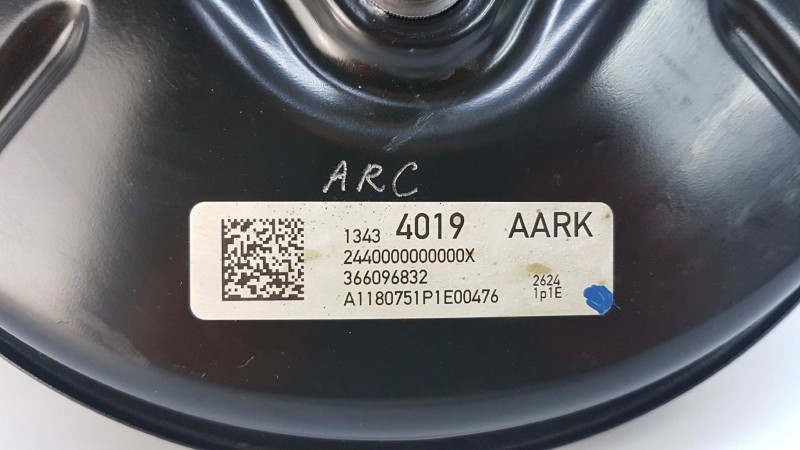 ARC
1343 4019 AARK
2440000000000X
366096832
A1180751P1E00476
2624
1p1E